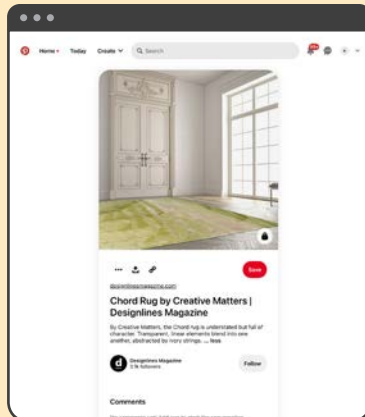 Home
Today
Create
Search
Save
designlinesmagazine.com
Chord Rug by Creative Matters |
Designlines Magazine
By Creative Matters, the Chord rug is understated but full of
character. Transparent, linear elements blend into one
another, abstracted by ivory strings. ... less
d
Designlines Magazine
Follow
Comments